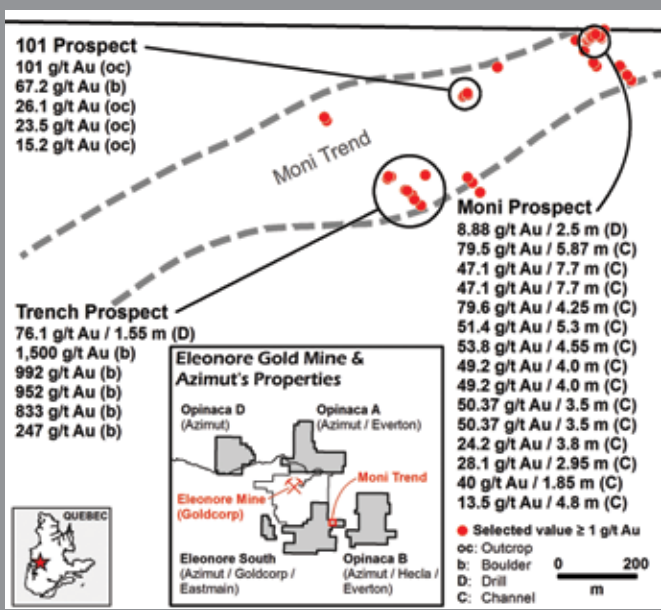 101 Prospect
101 g/t Au (oc)
67.2 g/t Au (b)
26.1 g/t Au (oc)
23.5 g/t Au (oc)
15.2 g/t Au (oc)
Moni Trend
Moni Prospect
8.88 g/t Au / 2.5 m (D)
79.5 g/t Au / 5.87 m (C)
47.1 g/t Au / 7.7 m (C)
47.1 g/t Au / 7.7 m (C)
79.6 g/t Au / 4.25 m (C)
51.4 g/t Au / 5.3 m (C)
53.8 g/t Au / 4.55 m (C)
49.2 g/t Au / 4.0 m (C)
49.2 g/t Au / 4.0 m (C)
50.37 g/t Au / 3.5 m (C)
50.37 g/t Au / 3.5 m (C)
24.2 g/t Au / 3.8 m (C)
28.1 g/t Au / 2.95 m (C)
40 g/t Au / 1.85 m (C)
13.5 g/t Au / 4.8 m (C)
Trench Prospect
76.1 g/t Au / 1.55 m (D)
1,500 g/t Au (b)
992 g/t Au (b)
952 g/t Au (b)
833 g/t Au (b)
247 g/t Au (b)
Eleonore Gold Mine &
Azimut's Properties
Opinaca D
(Azimut)
Opinaca A
(Azimut / Everton)
Moni Trend
Eleonore Mine
(Goldcorp)
Eleonore South
(Azimut / Goldcorp /
Eastmain)
Opinaca B
(Azimut / Hecla /
Everton)
QUEBEC
Selected value ≥ 1 g/t Au
oc: Outcrop
b: Boulder
D: Drill
C: Channel
0 200
m